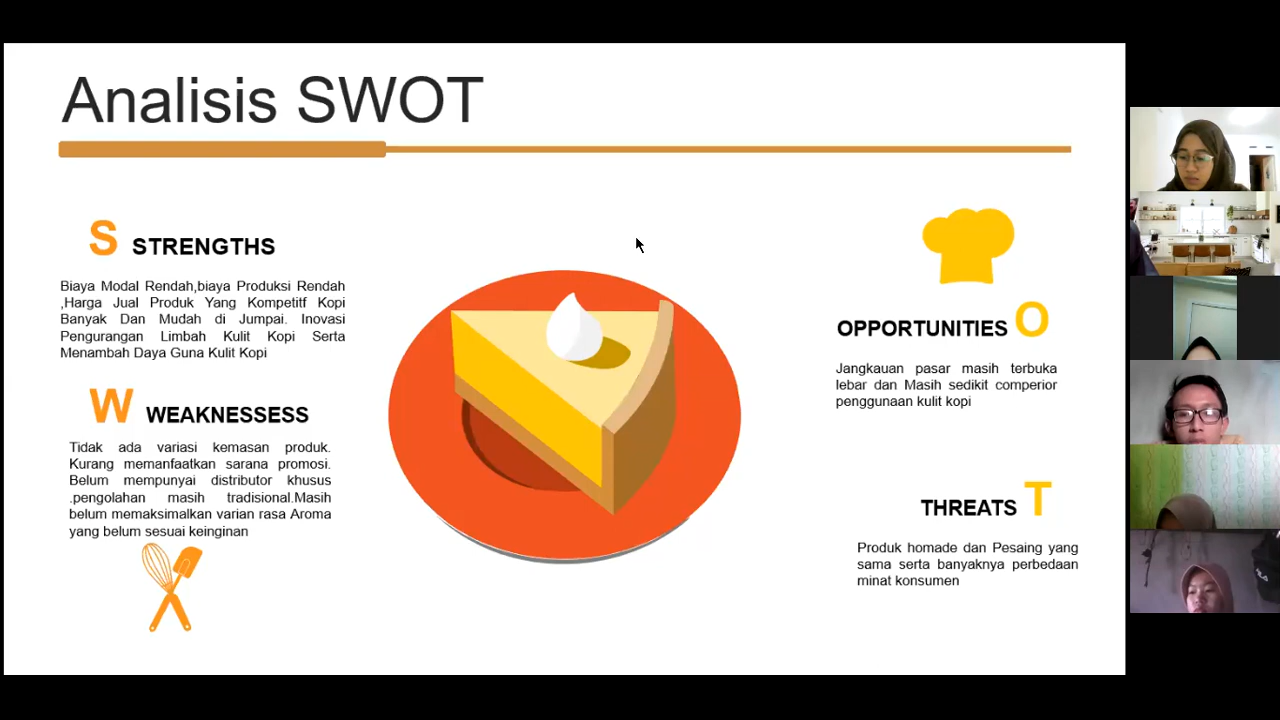 Analisis SWOT
S STRENGTHS
Biaya Modal Rendah,biaya Produksi Rendah
,Harga Jual Produk Yang Kompetitf Kopi
Banyak Dan Mudah di Jumpai. Inovasi
Pengurangan Limbah Kulit Kopi Serta
Menambah Daya Guna Kulit Kopi
W WEAKNESSESS
Tidak ada variasi kemasan produk.
Kurang memanfaatkan sarana promosi.
Belum mempunyai distributor khusus
.pengolahan masih tradisional.Masih
belum memaksimalkan varian rasa Aroma
yang belum sesuai keinginan
OPPORTUNITIES O
Jangkauan pasar masih terbuka
lebar dan Masih sedikit comperior
penggunaan kulit kopi
THREATS T
Produk homade dan Pesaing yang
sama serta banyaknya perbedaan
minat konsumen